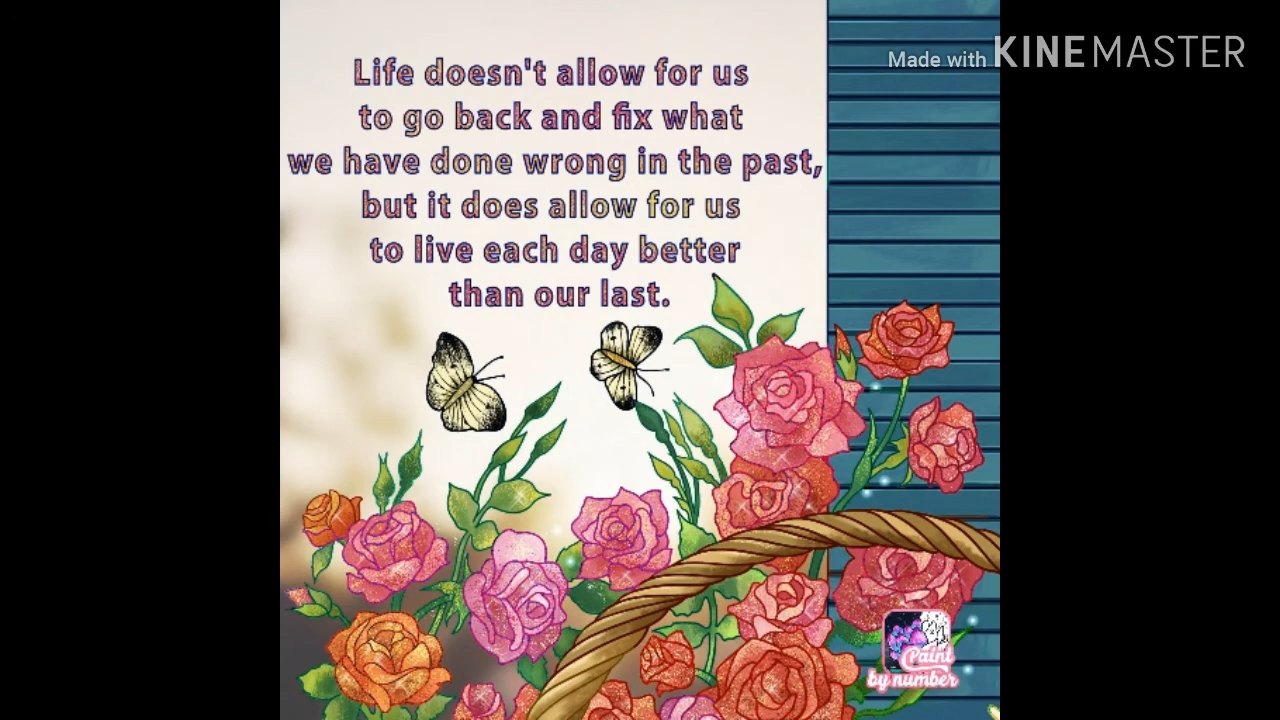 Made with KINEMASTER
Life doesn't allow for us
to go back and fix what
we have done wrong in the past,
but it does allow for us
to live each day better
than our last.
Paint
by number